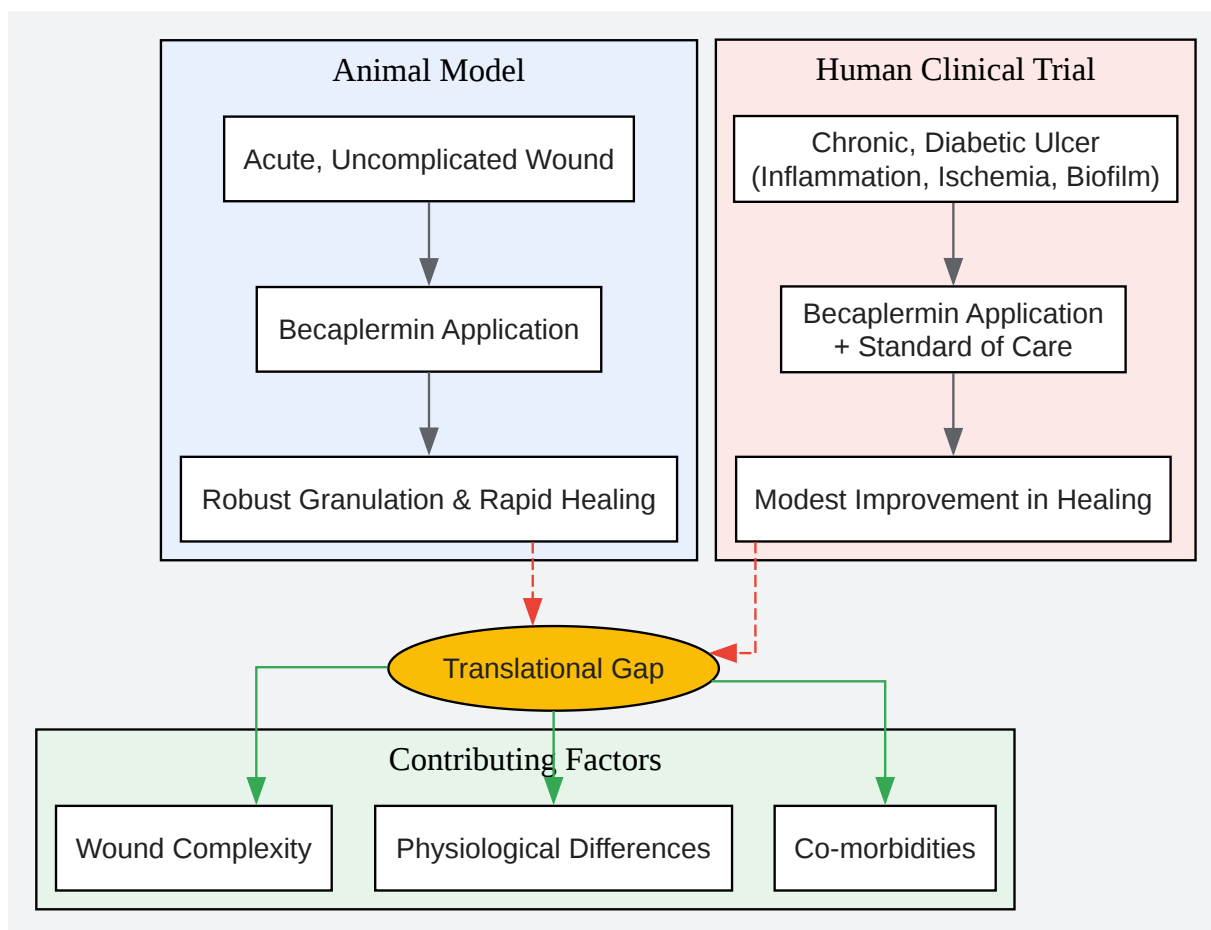 Animal Model
Acute, Uncomplicated Wound
Becaplermin Application
Robust Granulation & Rapid Healing
Human Clinical Trial
Chronic, Diabetic Ulcer
(Inflammation, Ischemia, Biofilm)
Becaplermin Application
+ Standard of Care
Modest Improvement in Healing
Translational Gap
Contributing Factors
Wound Complexity
Physiological Differences
Co-morbidities